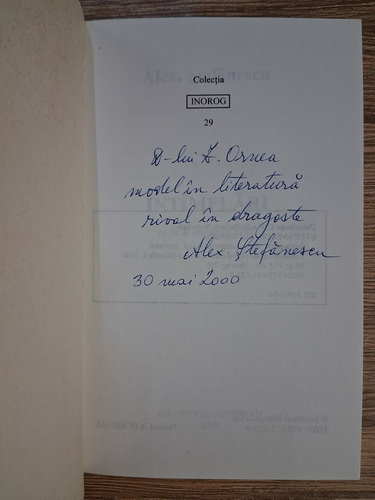 Colecția
INOROG
29
D-lui Z. Ornea
model în literatură
rival în dragoste
Alex Ștefănescu
30 mai 2000